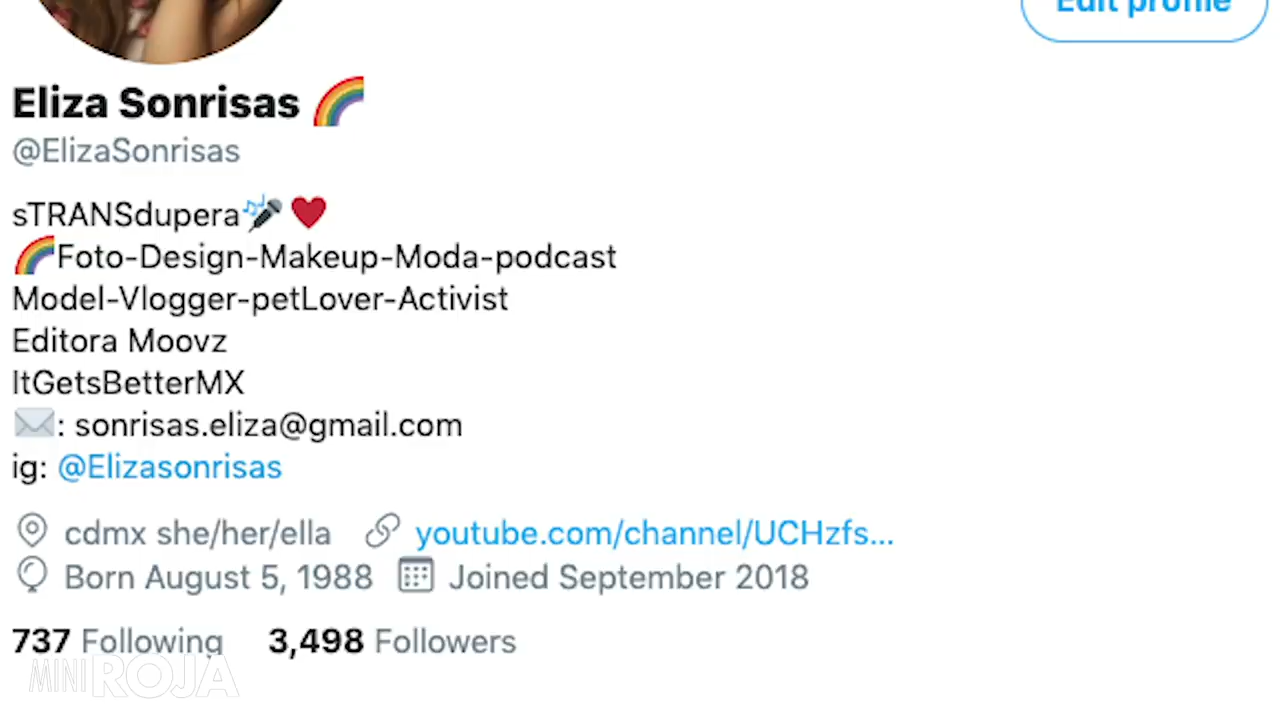 Edit profile
Eliza Sonrisas 🌈
@ElizaSonrisas
sTRANSdupera🎤❤️
🌈Foto-Design-Makeup-Moda-podcast
Model-Vlogger-petLover-Activist
Editora Moovz
ItGetsBetterMX
✉️: sonrisas.eliza@gmail.com
ig: @Elizasonrisas
cdmx she/her/ella youtube.com/channel/UCHzfs...
Born August 5, 1988 Joined September 2018
737 Following 3,498 Followers
MINI ROJA